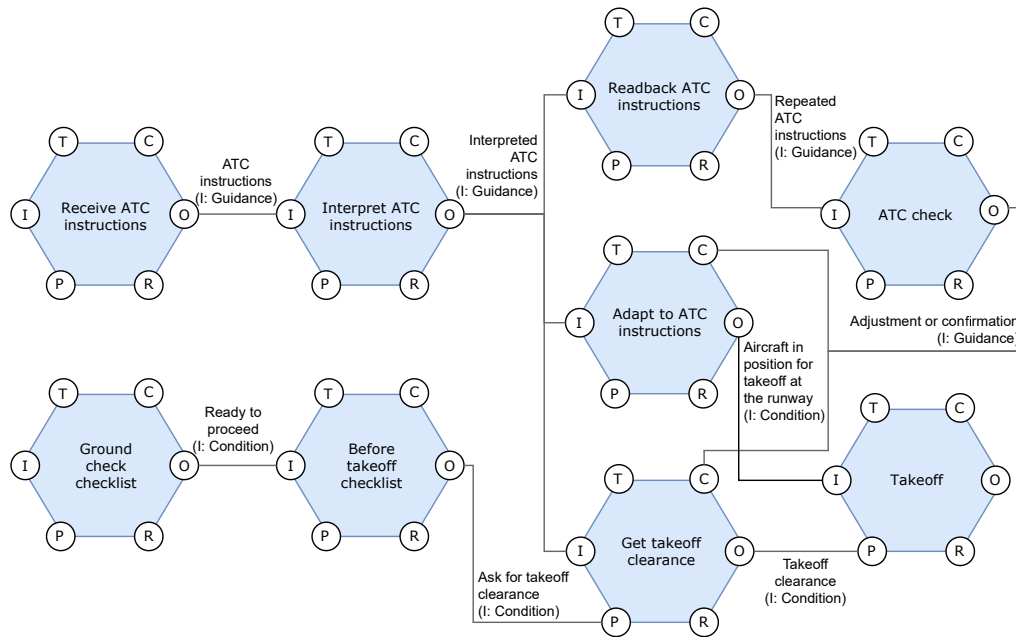 T
C
I
Readback ATC
instructions
O
P
R
T
C
I
Receive ATC
instructions
O
P
R
ATC
instructions
(I: Guidance)
T
C
I
Interpret ATC
instructions
O
P
R
Interpreted
ATC
instructions
(I: Guidance)
Repeated
ATC
instructions
(I: Guidance)
T
C
I
ATC check
O
P
R
T
C
I
Adapt to ATC
instructions
O
P
R
Adjustment or confirmation
(I: Guidance)
Aircraft in
position for
takeoff at
the runway
(I: Condition)
T
C
I
Ground
check
checklist
O
P
R
Ready to
proceed
(I: Condition)
T
C
I
Before
takeoff
checklist
O
P
R
Ask for takeoff
clearance
(I: Condition)
T
C
I
Get takeoff
clearance
O
P
R
Takeoff
clearance
(I: Condition)
T
C
I
Takeoff
O
P
R